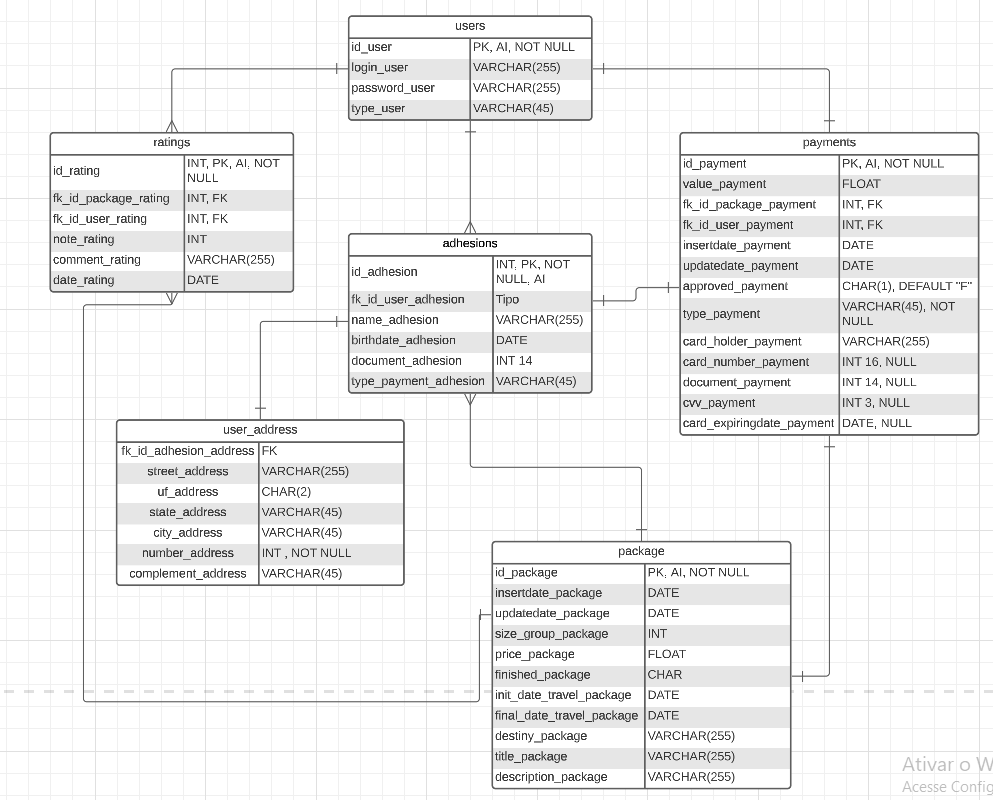 users
id_user PK, AI, NOT NULL
login_user VARCHAR(255)
password_user VARCHAR(255)
type_user VARCHAR(45)
ratings
id_rating INT, PK, AI, NOT
NULL
fk_id_package_rating INT, FK
fk_id_user_rating INT, FK
note_rating INT
comment_rating VARCHAR(255)
date_rating DATE
payments
id_payment PK, AI, NOT NULL
value_payment FLOAT
fk_id_package_payment INT, FK
fk_id_user_payment INT, FK
insertdate_payment DATE
updatedate_payment DATE
approved_payment CHAR(1), DEFAULT "F"
type_payment VARCHAR(45), NOT
NULL
card_holder_payment VARCHAR(255)
card_number_payment INT 16, NULL
document_payment INT 14, NULL
cvv_payment INT 3, NULL
card_expiringdate_payment DATE, NULL
adhesions
id_adhesion INT, PK, NOT
NULL, AI
fk_id_user_adhesion Tipo
name_adhesion VARCHAR(255)
birthdate_adhesion DATE
document_adhesion INT 14
type_payment_adhesion VARCHAR(45)
user_address
fk_id_adhesion_address FK
street_address VARCHAR(255)
uf_address CHAR(2)
state_address VARCHAR(45)
city_address VARCHAR(45)
number_address INT , NOT NULL
complement_address VARCHAR(45)
package
id_package PK, AI, NOT NULL
insertdate_package DATE
updatedate_package DATE
size_group_package INT
price_package FLOAT
finished_package CHAR
init_date_travel_package DATE
final_date_travel_package DATE
destiny_package VARCHAR(255)
title_package VARCHAR(255)
description_package VARCHAR(255)
Ativar o W
Acesse Config